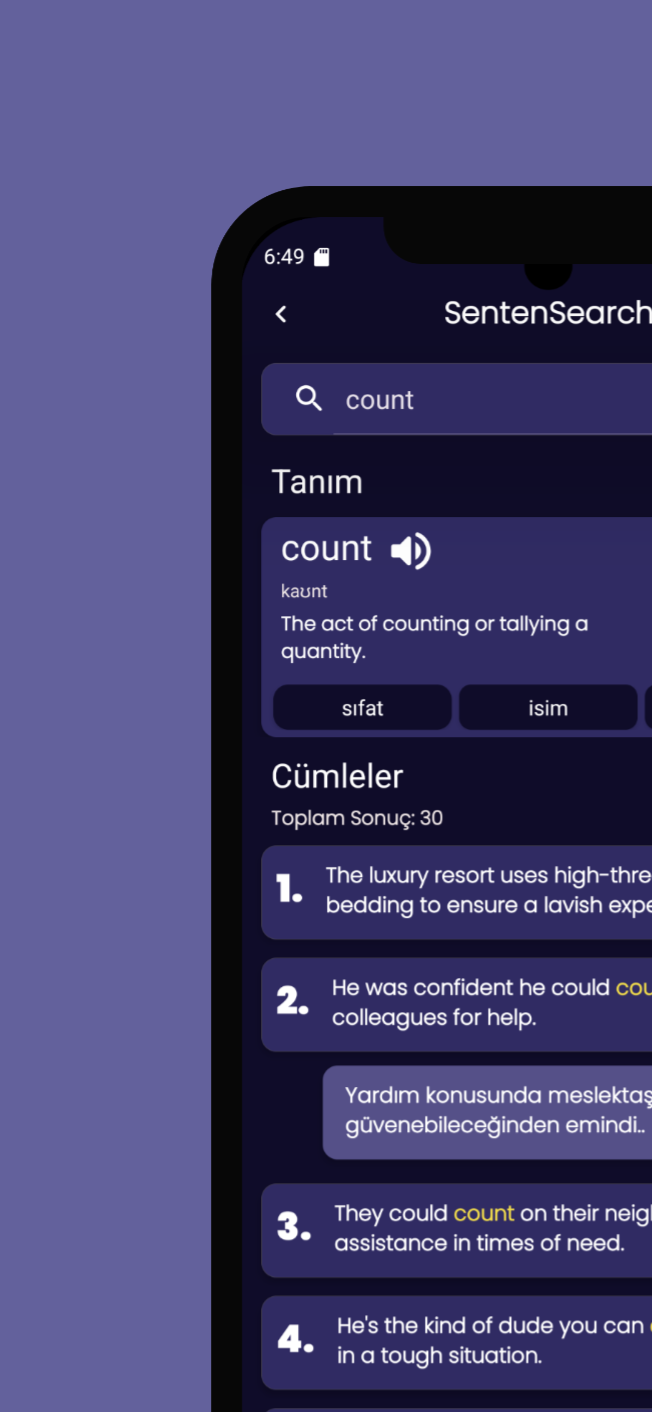 6:49
SentenSearch
count
Tanım
count
kaʊnt
The act of counting or tallying a
quantity.
sıfat
isim
Cümleler
Toplam Sonuç: 30
1.
The luxury resort uses high-thre
bedding to ensure a lavish expe
2.
He was confident he could cou
colleagues for help.
Yardım konusunda meslektaş
güvenebileceğinden emindi..
3.
They could count on their neigh
assistance in times of need.
4.
He's the kind of dude you can
in a tough situation.